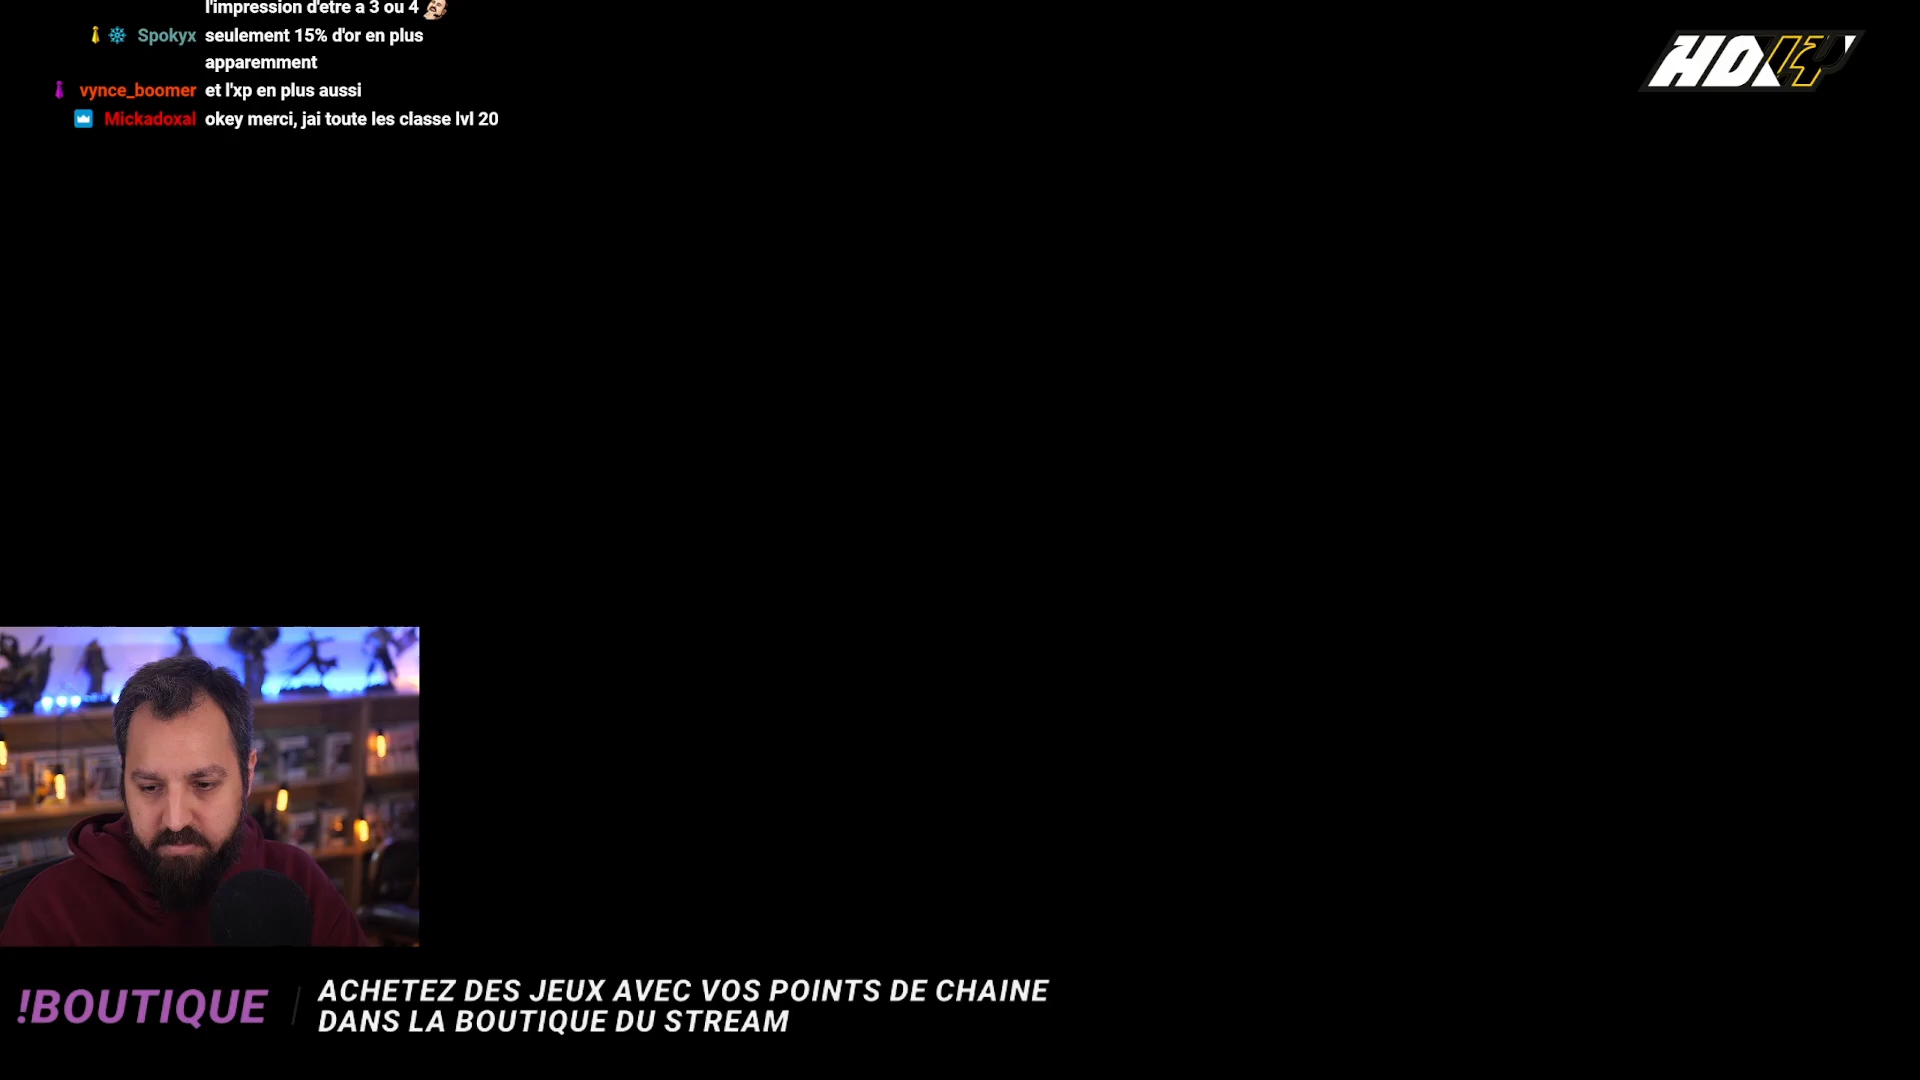 l'impression d'etre a 3 ou 4
Spokyx seulement 15% d'or en plus
apparemment
vynce_boomer et l'xp en plus aussi
Mickadoxal okey merci, jai toute les classe lvl 20
HOLY
!BOUTIQUE
ACHETEZ DES JEUX AVEC VOS POINTS DE CHAINE
DANS LA BOUTIQUE DU STREAM